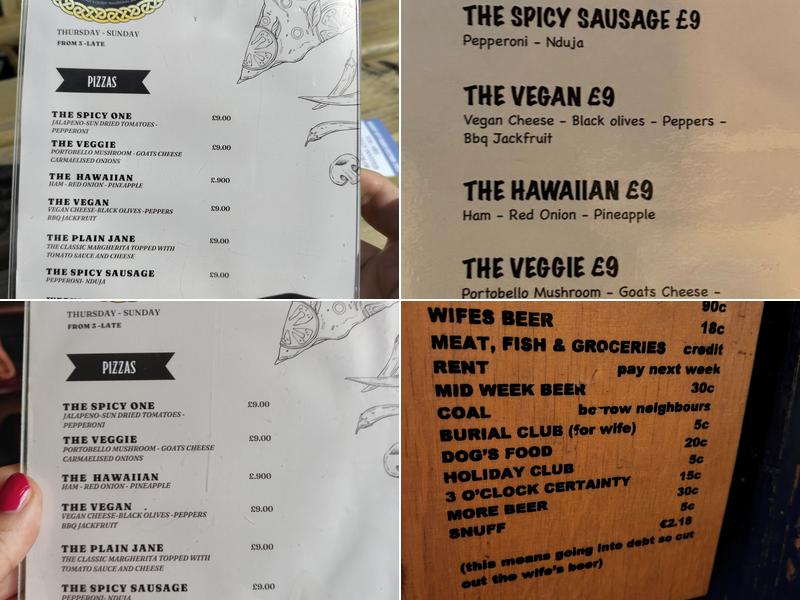 THURSDAY - SUNDAY
FROM 3 -LATE
PIZZAS
THE SPICY ONE £9.00
JALAPENO-SUN DRIED TOMATOES -
PEPPERONI
THE VEGGIE £9.00
PORTOBELLO MUSHROOM - GOATS CHEESE
CARMAELISED ONIONS
THE HAWAIIAN £.900
HAM - RED ONION - PINEAPPLE
THE VEGAN £9.00
VEGAN CHEESE-BLACK OLIVES -PEPPERS
BBQ JACKFRUIT
THE PLAIN JANE £9.00
THE CLASSIC MARGHERITA TOPPED WITH
TOMATO SAUCE AND CHEESE
THE SPICY SAUSAGE £9.00
PEPPERONI- NDUJA
THE SPICY SAUSAGE £9
Pepperoni - Nduja
THE VEGAN £9
Vegan Cheese - Black olives - Peppers -
Bbq Jackfruit
THE HAWAIIAN £9
Ham - Red Onion - Pineapple
THE VEGGIE £9
Portobello Mushroom - Goats Cheese -
THURSDAY - SUNDAY
FROM 3 -LATE
PIZZAS
THE SPICY ONE £9.00
JALAPENO-SUN DRIED TOMATOES -
PEPPERONI
THE VEGGIE £9.00
PORTOBELLO MUSHROOM - GOATS CHEESE
CARMAELISED ONIONS
THE HAWAIIAN £.900
HAM - RED ONION - PINEAPPLE
THE VEGAN £9.00
VEGAN CHEESE-BLACK OLIVES -PEPPERS
BBQ JACKFRUIT
THE PLAIN JANE £9.00
THE CLASSIC MARGHERITA TOPPED WITH
TOMATO SAUCE AND CHEESE
THE SPICY SAUSAGE £9.00
PEPPERONI- NDUJA
90c
WIFES BEER 18c
MEAT, FISH & GROCERIES credit
RENT pay next week
MID WEEK BEER 30c
COAL borrow neighbours
BURIAL CLUB (for wife) 5c
DOG'S FOOD 20c
HOLIDAY CLUB 5c
3 O'CLOCK CERTAINTY 15c
MORE BEER 30c
SNUFF 5c
€2.18
(this means going into debt so cut
out the wife's beer)